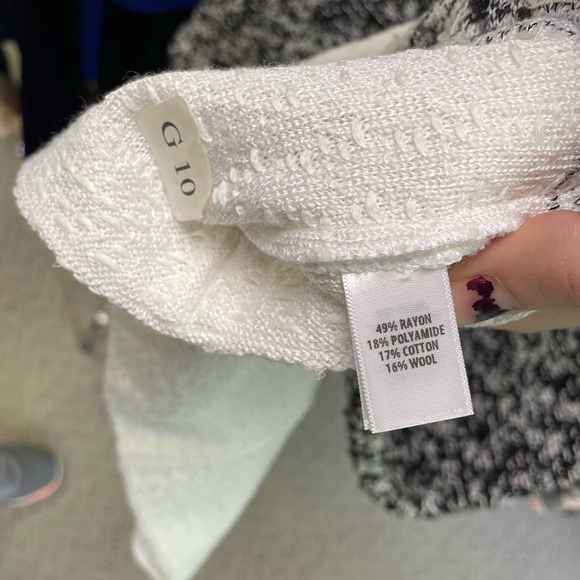 G 10
49% RAYON
18% POLYAMIDE
17% COTTON
16% WOOL